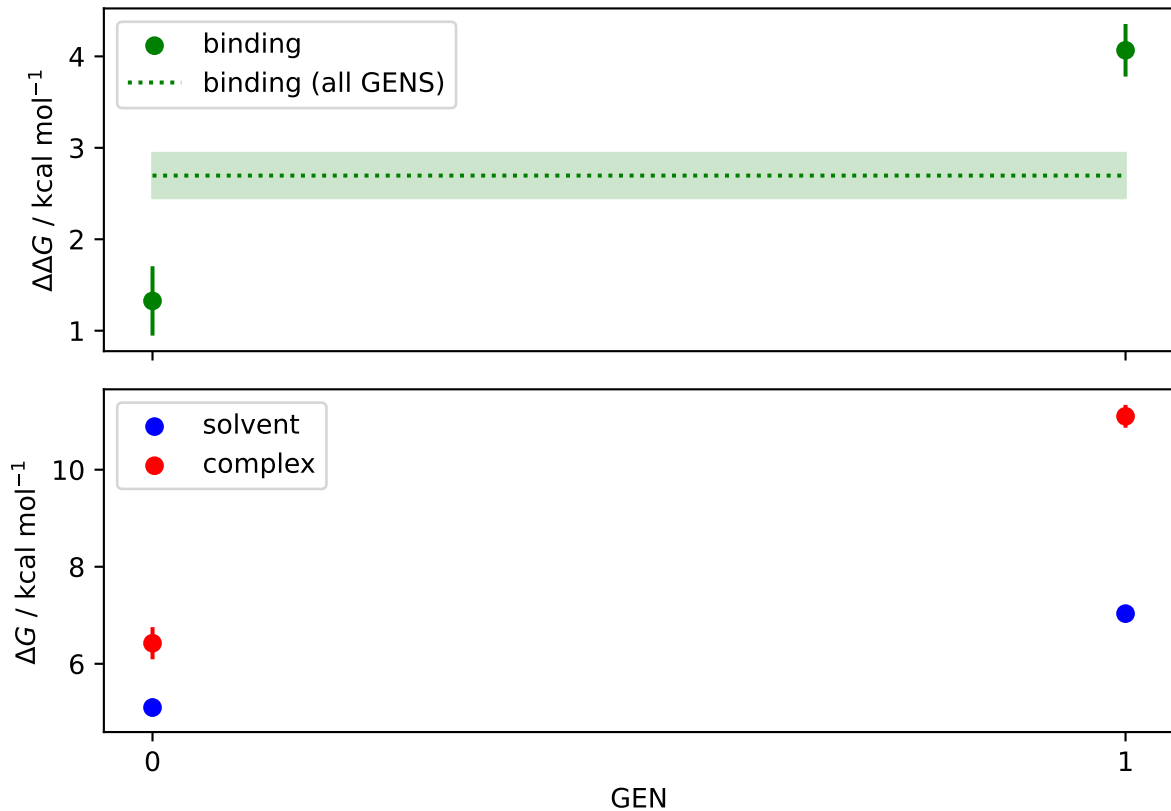 binding
binding (all GENS)
4
3
2
1
ΔΔG / kcal mol⁻¹
solvent
complex
10
8
6
ΔG / kcal mol⁻¹
0
1
GEN